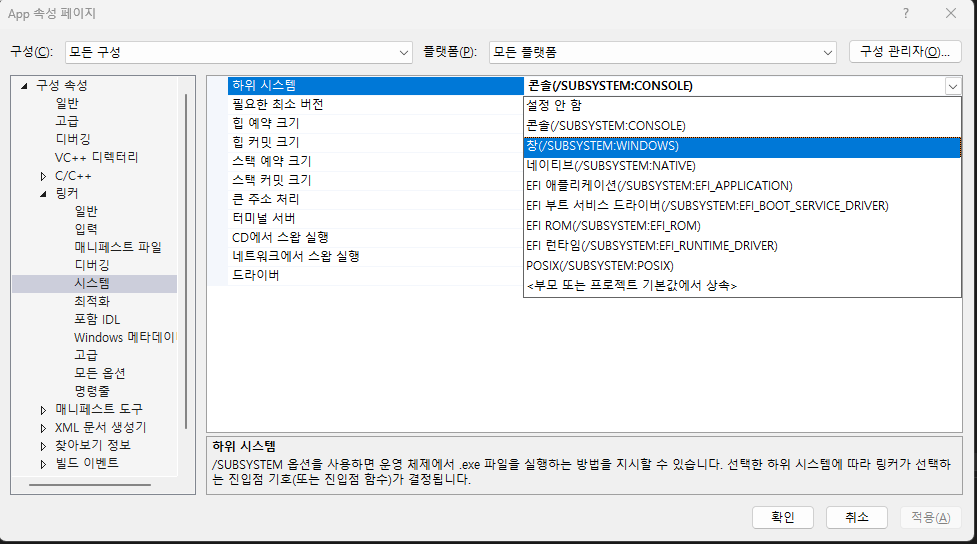 App 속성 페이지
구성(C): 모든 구성 플랫폼(P): 모든 플랫폼 구성 관리자(O)...
구성 속성
일반
고급
디버깅
VC++ 디렉터리
C/C++
링커
일반
입력
매니페스트 파일
디버깅
시스템
최적화
포함 IDL
Windows 메타데이
고급
모든 옵션
명령줄
매니페스트 도구
XML 문서 생성기
찾아보기 정보
빌드 이벤트
하위 시스템 콘솔(/SUBSYSTEM:CONSOLE)
필요한 최소 버전
힙 예약 크기
힙 커밋 크기
스택 예약 크기
스택 커밋 크기
큰 주소 처리
터미널 서버
CD에서 스왑 실행
네트워크에서 스왑 실행
드라이버
설정 안 함
콘솔(/SUBSYSTEM:CONSOLE)
창(/SUBSYSTEM:WINDOWS)
네이티브(/SUBSYSTEM:NATIVE)
EFI 애플리케이션(/SUBSYSTEM:EFI_APPLICATION)
EFI 부트 서비스 드라이버(/SUBSYSTEM:EFI_BOOT_SERVICE_DRIVER)
EFI ROM(/SUBSYSTEM:EFI_ROM)
EFI 런타임(/SUBSYSTEM:EFI_RUNTIME_DRIVER)
POSIX(/SUBSYSTEM:POSIX)
<부모 또는 프로젝트 기본값에서 상속>
하위 시스템
/SUBSYSTEM 옵션을 사용하면 운영 체제에서 .exe 파일을 실행하는 방법을 지시할 수 있습니다. 선택한 하위 시스템에 따라 링커가 선택하
는 진입점 기호(또는 진입점 함수)가 결정됩니다.
확인 취소 적용(A)